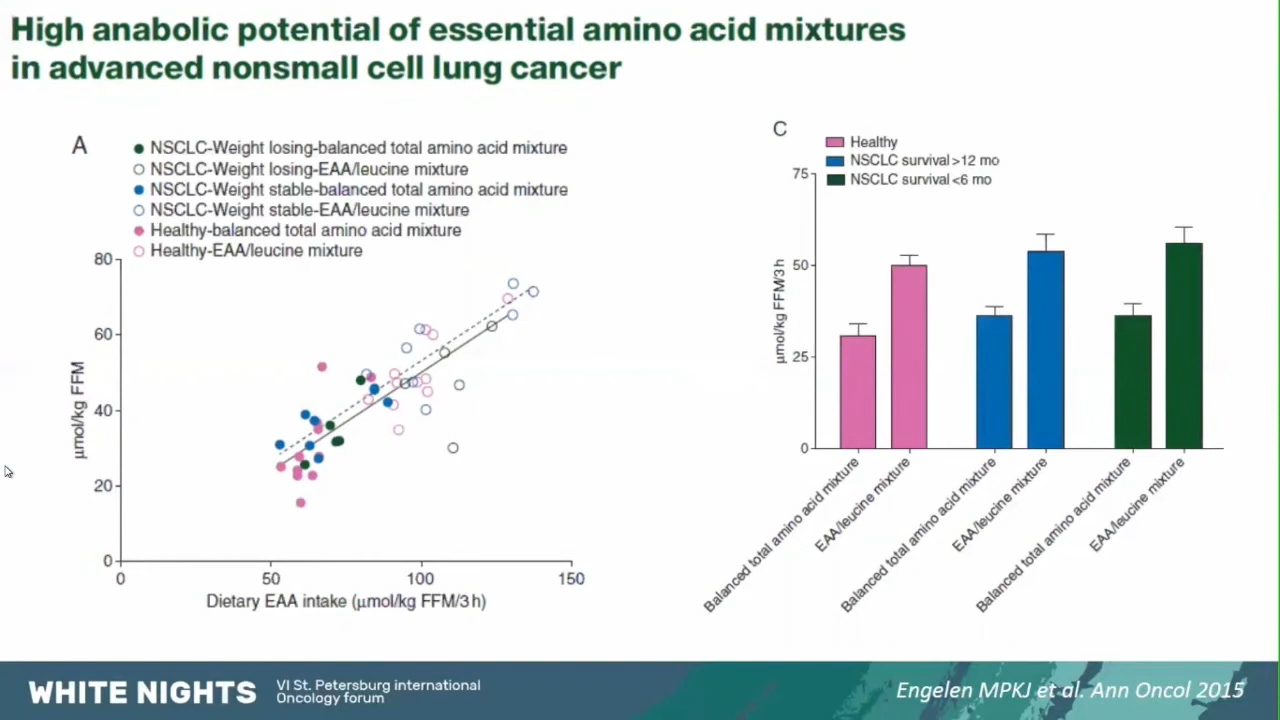 High anabolic potential of essential amino acid mixtures
in advanced nonsmall cell lung cancer
A
NSCLC-Weight losing-balanced total amino acid mixture
NSCLC-Weight losing-EAA/leucine mixture
NSCLC-Weight stable-balanced total amino acid mixture
NSCLC-Weight stable-EAA/leucine mixture
Healthy-balanced total amino acid mixture
Healthy-EAA/leucine mixture
80
60
40
20
0
µmol/kg FFM
0 50 100 150
Dietary EAA intake (µmol/kg FFM/3 h)
C
Healthy
NSCLC survival >12 mo
NSCLC survival <6 mo
75
50
25
0
µmol/kg FFM/3 h
Balanced total amino acid mixture
EAA/leucine mixture
Balanced total amino acid mixture
EAA/leucine mixture
Balanced total amino acid mixture
EAA/leucine mixture
WHITE NIGHTS
VI St. Petersburg international
Oncology forum
Engelen MPKJ et al. Ann Oncol 2015